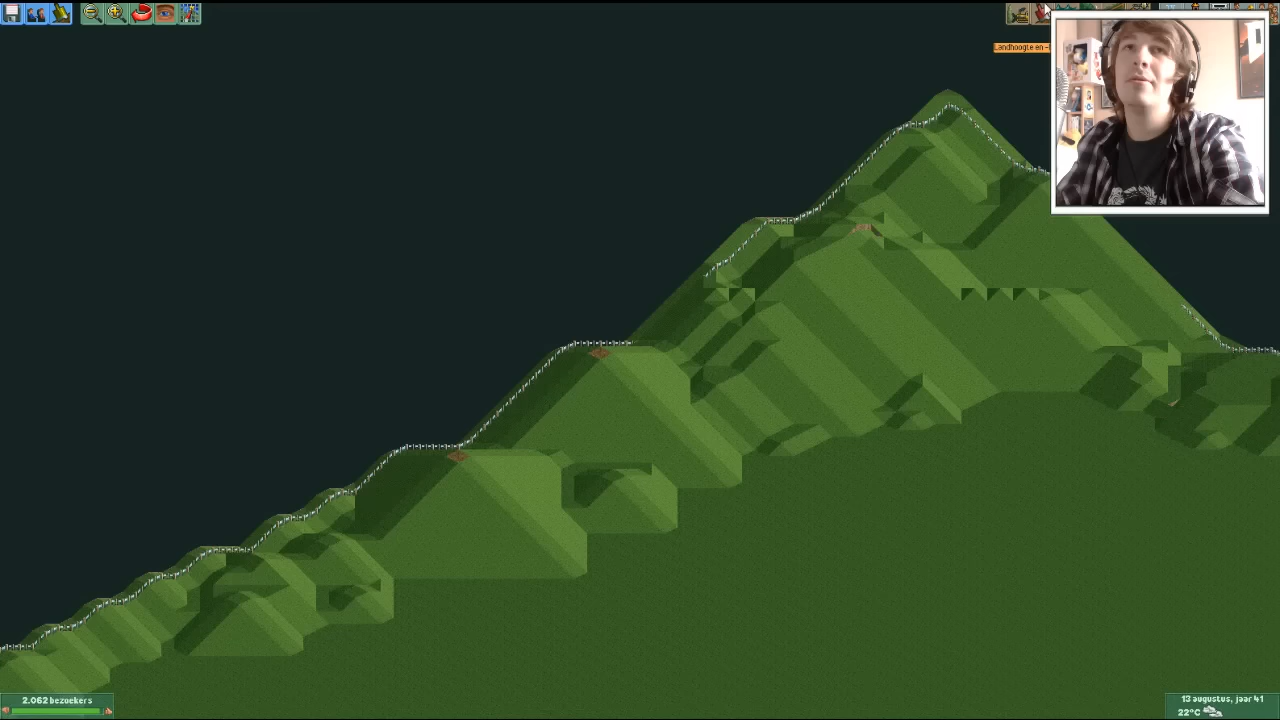 Landhoogte en -
2.062 bezoekers
13 augustus, jaar 41
22°C